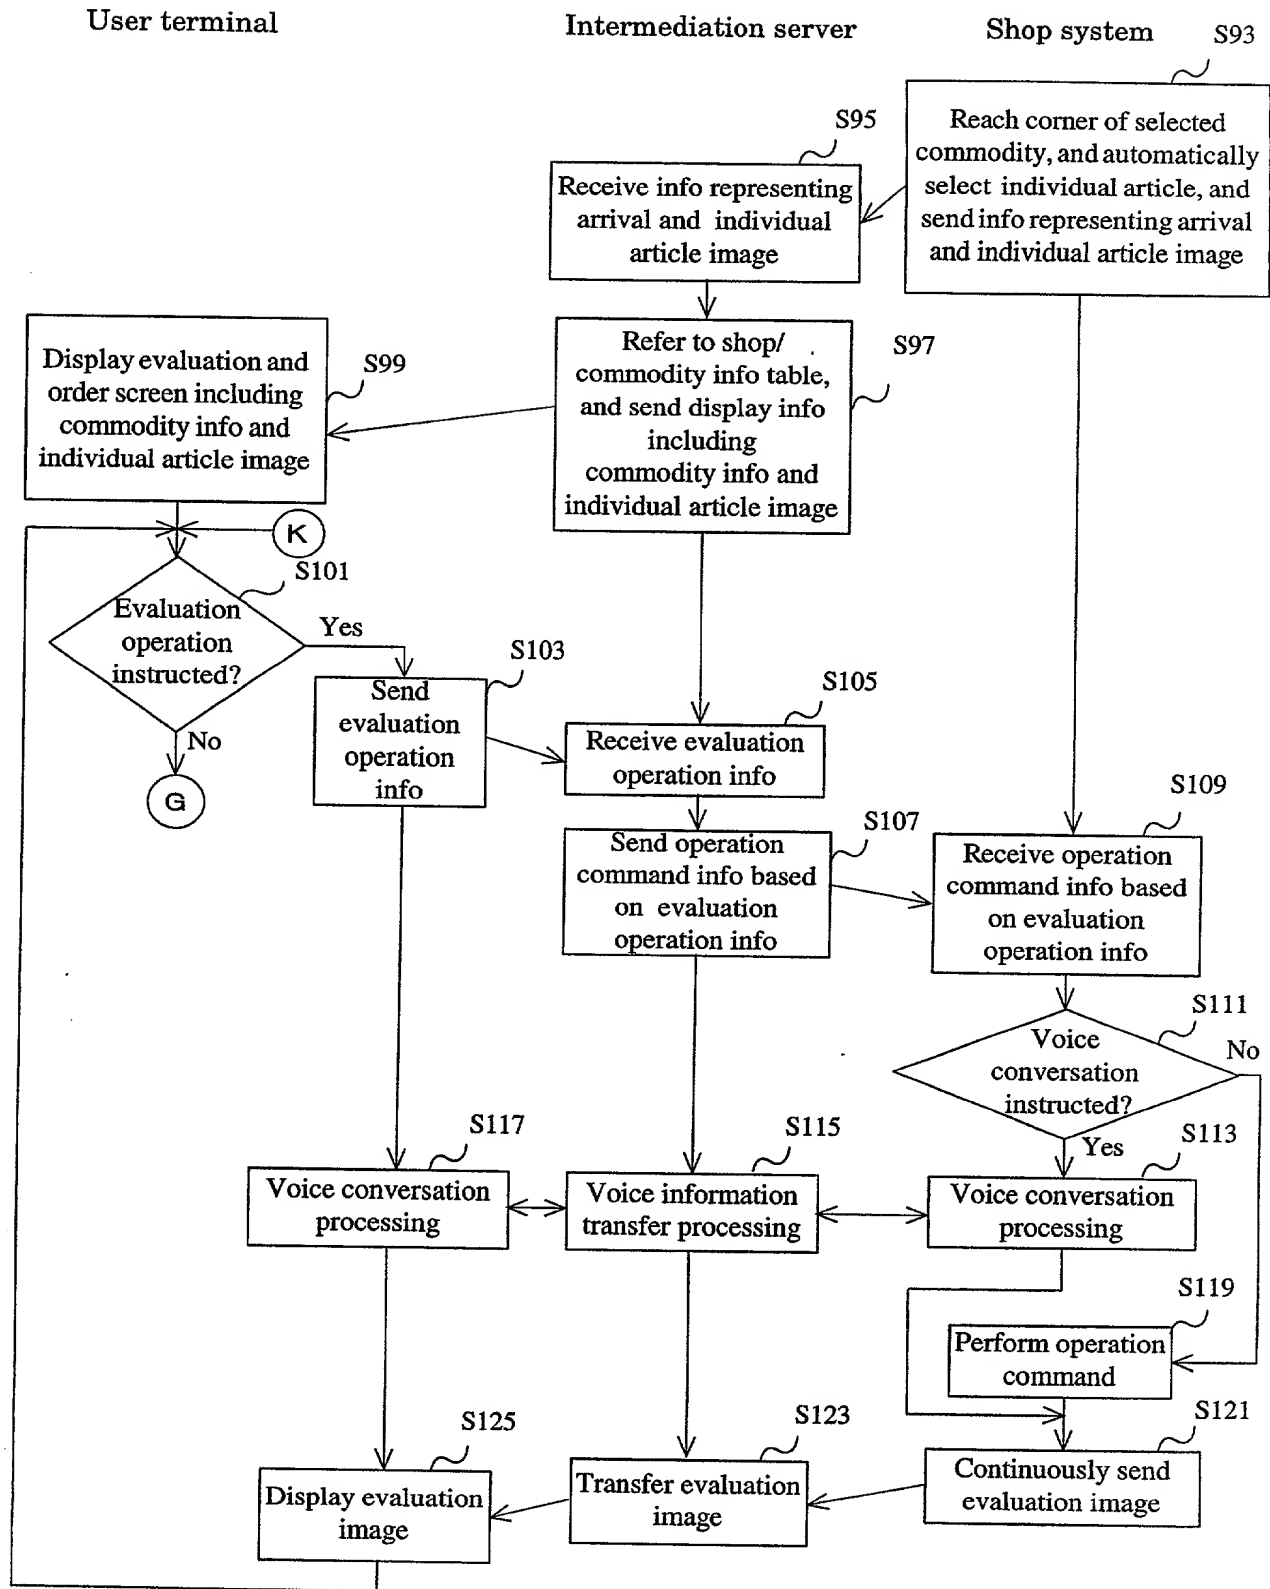 User terminal
Intermediation server
Shop system
S93
Reach corner of selected
commodity, and automatically
select individual article, and
send info representing arrival
and individual article image
S95
Receive info representing
arrival and individual
article image
S97
Refer to shop/
commodity info table,
and send display info
including
commodity info and
individual article image
S99
Display evaluation and
order screen including
commodity info and
individual article image
K
S101
Evaluation
operation
instructed?
Yes
No
G
S103
Send
evaluation
operation
info
S105
Receive evaluation
operation info
S107
Send operation
command info based
on evaluation
operation info
S109
Receive operation
command info based
on evaluation
operation info
S111
Voice
conversation
instructed?
No
Yes
S113
Voice conversation
processing
S115
Voice information
transfer processing
S117
Voice conversation
processing
S119
Perform operation
command
S121
Continuously send
evaluation image
S123
Transfer evaluation
image
S125
Display evaluation
image